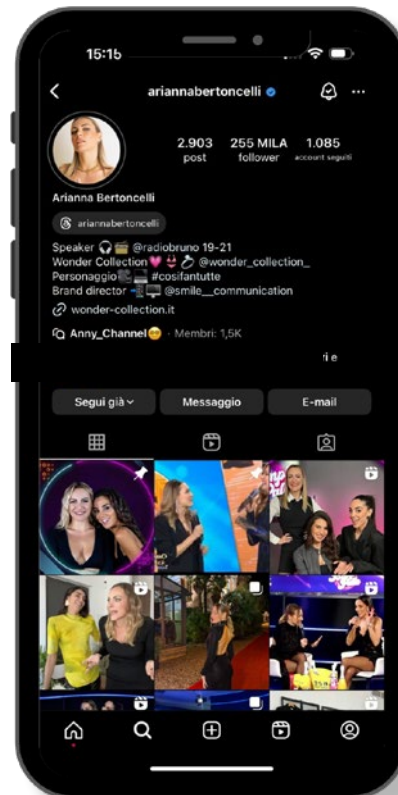 15:15
ariannabertoncelli
2.903 255 MILA 1.085
post follower account seguiti
Arianna Bertoncelli
ariannabertoncelli
Speaker @radiobruno 19-21
Wonder Collection @wonder_collection_
Personaggio #cosifantutte
Brand director @smile__communication
wonder-collection.it
Anny_Channel · Membri: 1,5K
ri e
Segui già Messaggio E-mail